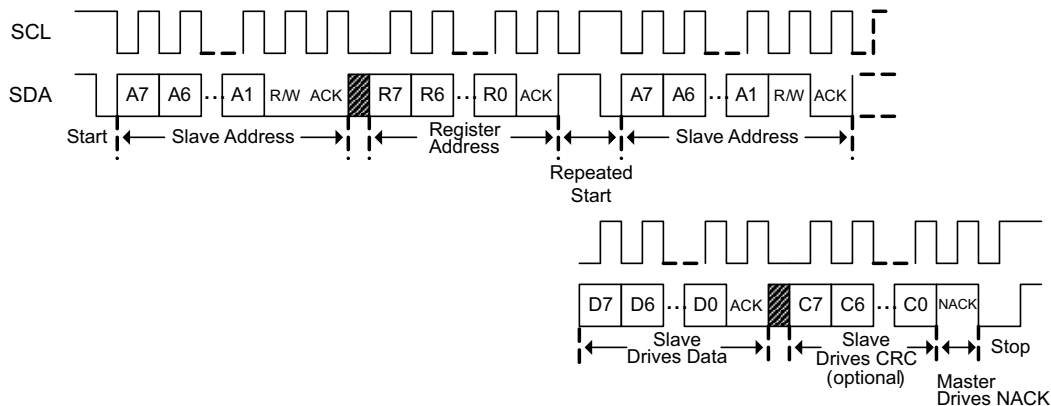 SCL
SDA
A7 A6 ... A1 R/W ACK R7 R6 ... R0 ACK A7 A6 ... A1 R/W ACK
Start
Slave Address
Register
Address
Repeated
Start
Slave Address
D7 D6 ... D0 ACK C7 C6 ... C0 NACK
Slave
Drives Data
Slave
Drives CRC
(optional)
Master
Drives NACK
Stop